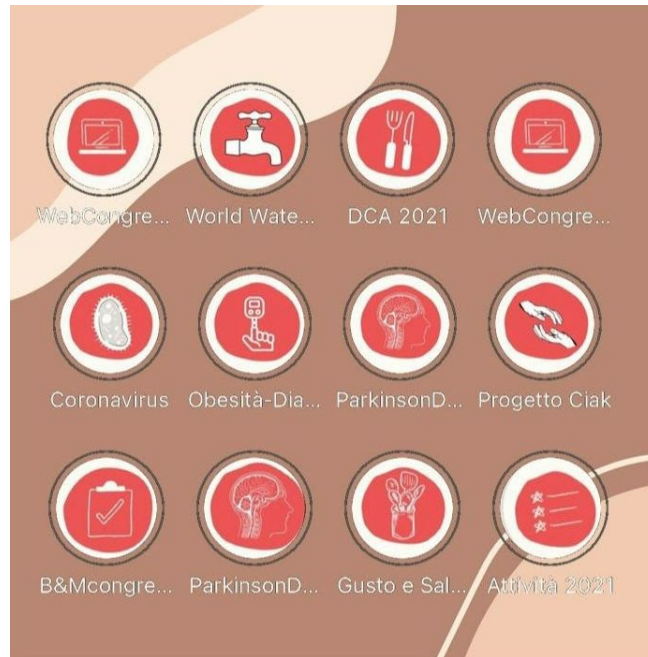 WebCongre... World Wate... DCA 2021 WebCongre...
Coronavirus Obesità-Dia... ParkinsonD... Progetto Ciak
B&Mcongre... ParkinsonD... Gusto e Sal... Attività 2021